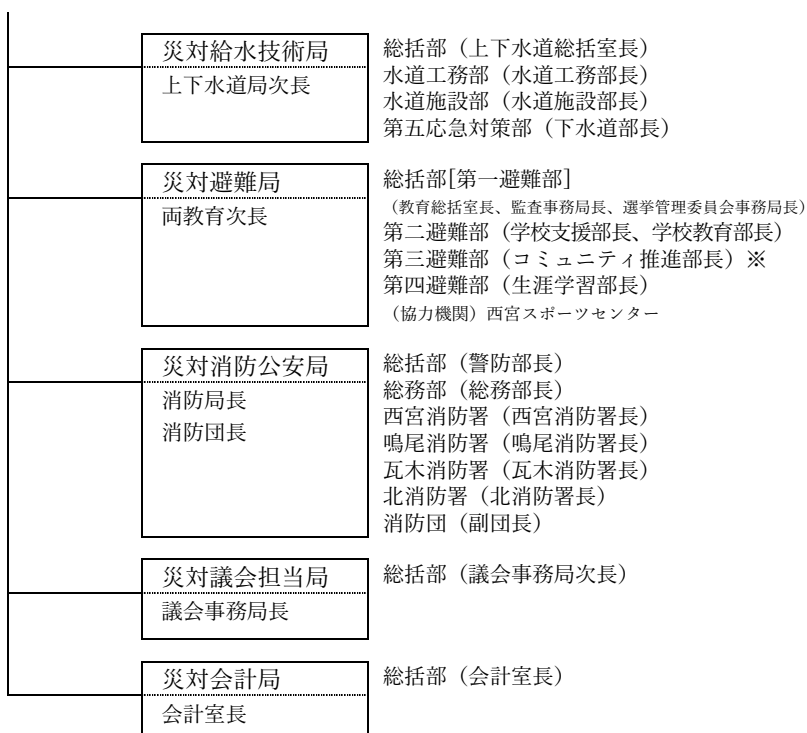 災対給水技術局
上下水道局次長
総括部（上下水道総括室長）
水道工務部（水道工務部長）
水道施設部（水道施設部長）
第五応急対策部（下水道部長）
災対避難局
両教育次長
総括部[第一避難部]
（教育総括室長、監査事務局長、選挙管理委員会事務局長）
第二避難部（学校支援部長、学校教育部長）
第三避難部（コミュニティ推進部長）※
第四避難部（生涯学習部長）
（協力機関）西宮スポーツセンター
災対消防公安局
消防局長
消防団長
総括部（警防部長）
総務部（総務部長）
西宮消防署（西宮消防署長）
鳴尾消防署（鳴尾消防署長）
瓦木消防署（瓦木消防署長）
北消防署（北消防署長）
消防団（副団長）
災対議会担当局
議会事務局長
総括部（議会事務局次長）
災対会計局
会計室長
総括部（会計室長）